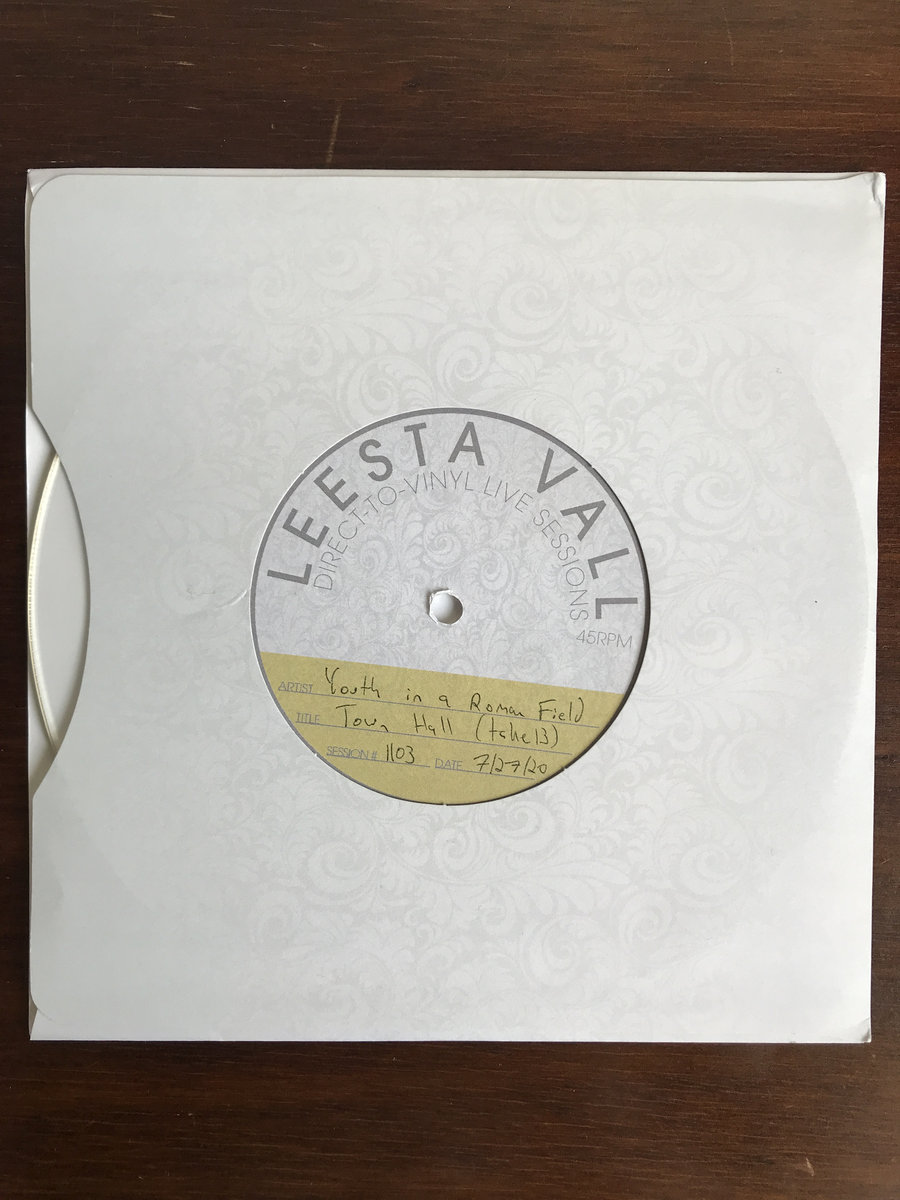 LEESTA VALL
DIRECT-TO-VINYL LIVE SESSIONS
45RPM
ARTIST Youth in a Roman Field
TITLE Town Hall (take 13)
SESSION # 1103 DATE 7/27/20